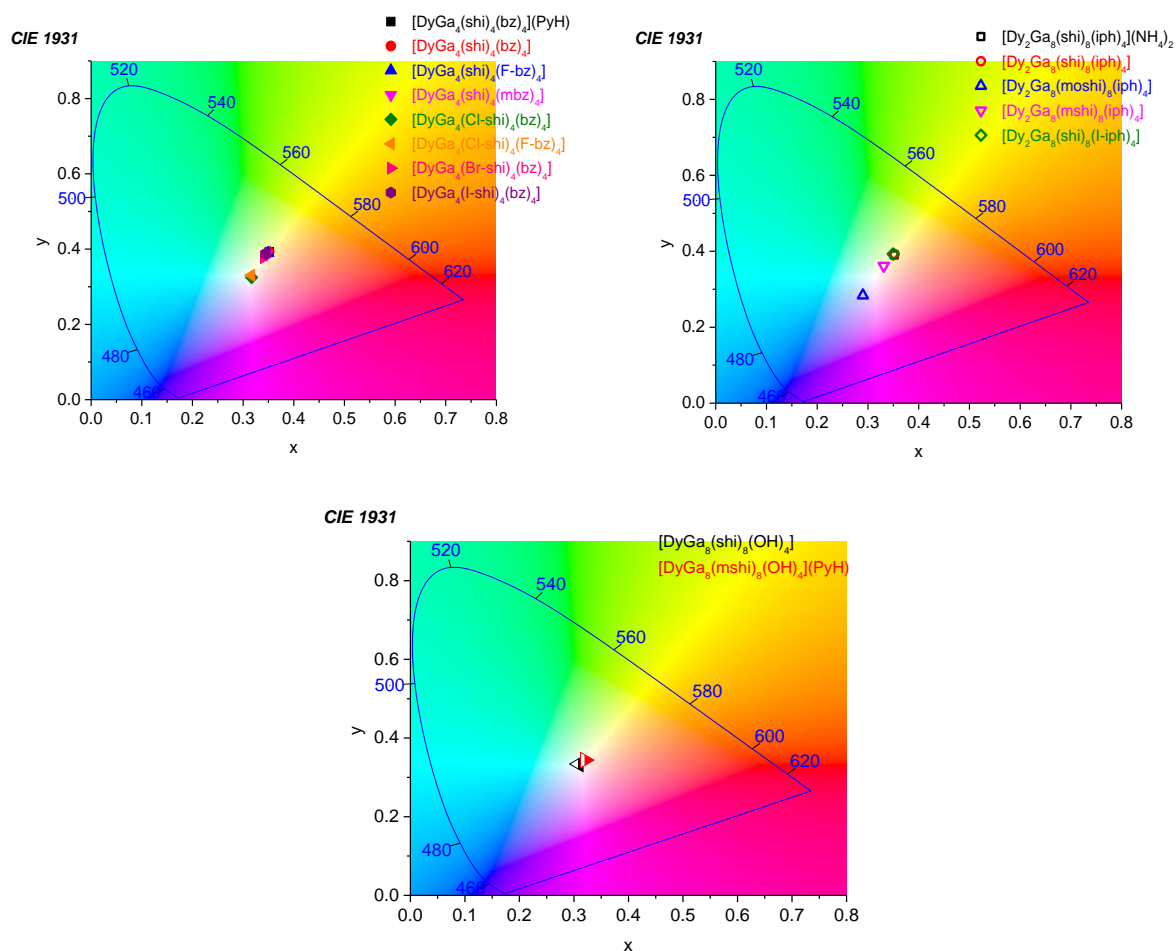 CIE 1931
[DyGa₄(shi)₄(bz)₄](PyH)
[DyGa₄(shi)₄(bz)₄]
[DyGa₄(shi)₄(F-bz)₄]
[DyGa₄(shi)₄(mbz)₄]
[DyGa₄(Cl-shi)₄(bz)₄]
[DyGa₄(Cl-shi)₄(F-bz)₄]
[DyGa₄(Br-shi)₄(bz)₄]
[DyGa₄(I-shi)₄(bz)₄]
520
540
560
580
600
620
500
480
460
0.8
0.6
0.4
0.2
0.0
y
0.0 0.1 0.2 0.3 0.4 0.5 0.6 0.7 0.8
x
CIE 1931
[Dy₂Ga₈(shi)₈(iph)₄](NH₄)₂
[Dy₂Ga₈(shi)₈(iph)₄]
[Dy₂Ga₈(moshi)₈(iph)₄]
[Dy₂Ga₈(mshi)₈(iph)₄]
[Dy₂Ga₈(shi)₈(I-iph)₄]
520
540
560
580
600
620
500
480
460
0.8
0.6
0.4
0.2
0.0
y
0.0 0.1 0.2 0.3 0.4 0.5 0.6 0.7 0.8
x
CIE 1931
[DyGa₈(shi)₈(OH)₄]
[DyGa₈(mshi)₈(OH)₄](PyH)
520
540
560
580
600
620
500
480
460
0.8
0.6
0.4
0.2
0.0
y
0.0 0.1 0.2 0.3 0.4 0.5 0.6 0.7 0.8
x